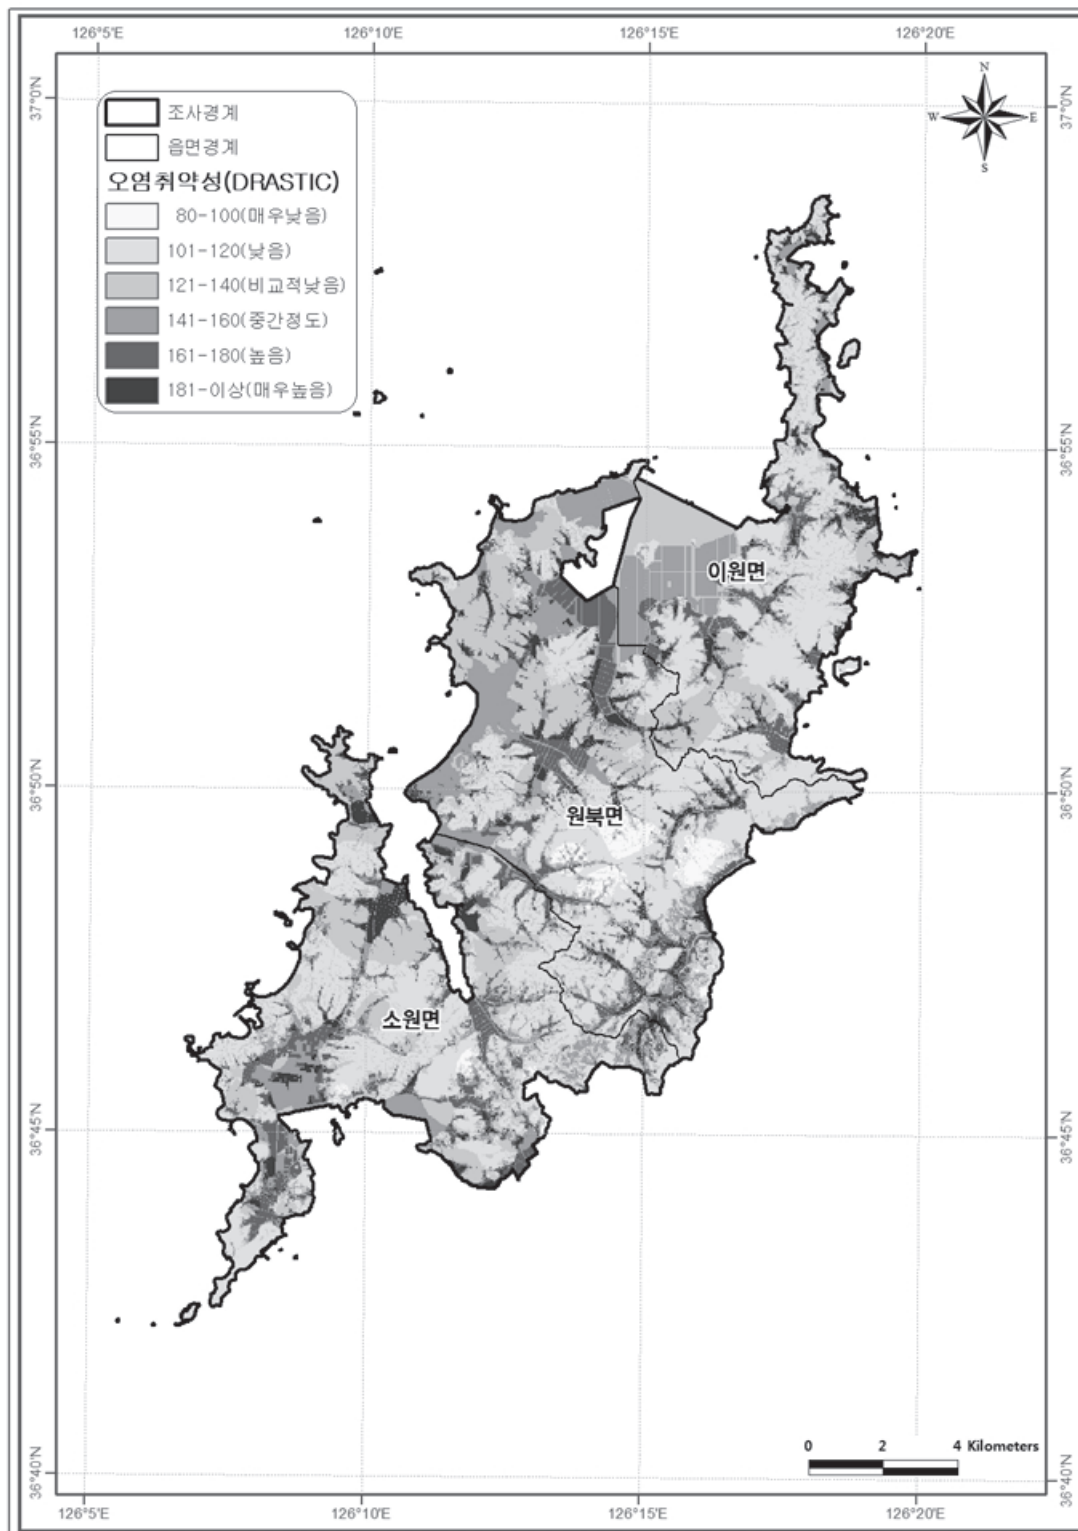 126°5'E 126°10'E 126°15'E 126°20'E
37°0'N 37°0'N
N
W E
S
조사경계
읍면경계
오염취약성(DRASTIC)
80-100(매우낮음)
101-120(낮음)
121-140(비교적낮음)
141-160(중간정도)
161-180(높음)
181-이상(매우높음)
36°55'N 36°55'N
이원면
36°50'N 36°50'N
원북면
소원면
36°45'N 36°45'N
0 2 4 Kilometers
36°40'N 36°40'N
126°5'E 126°10'E 126°15'E 126°20'E